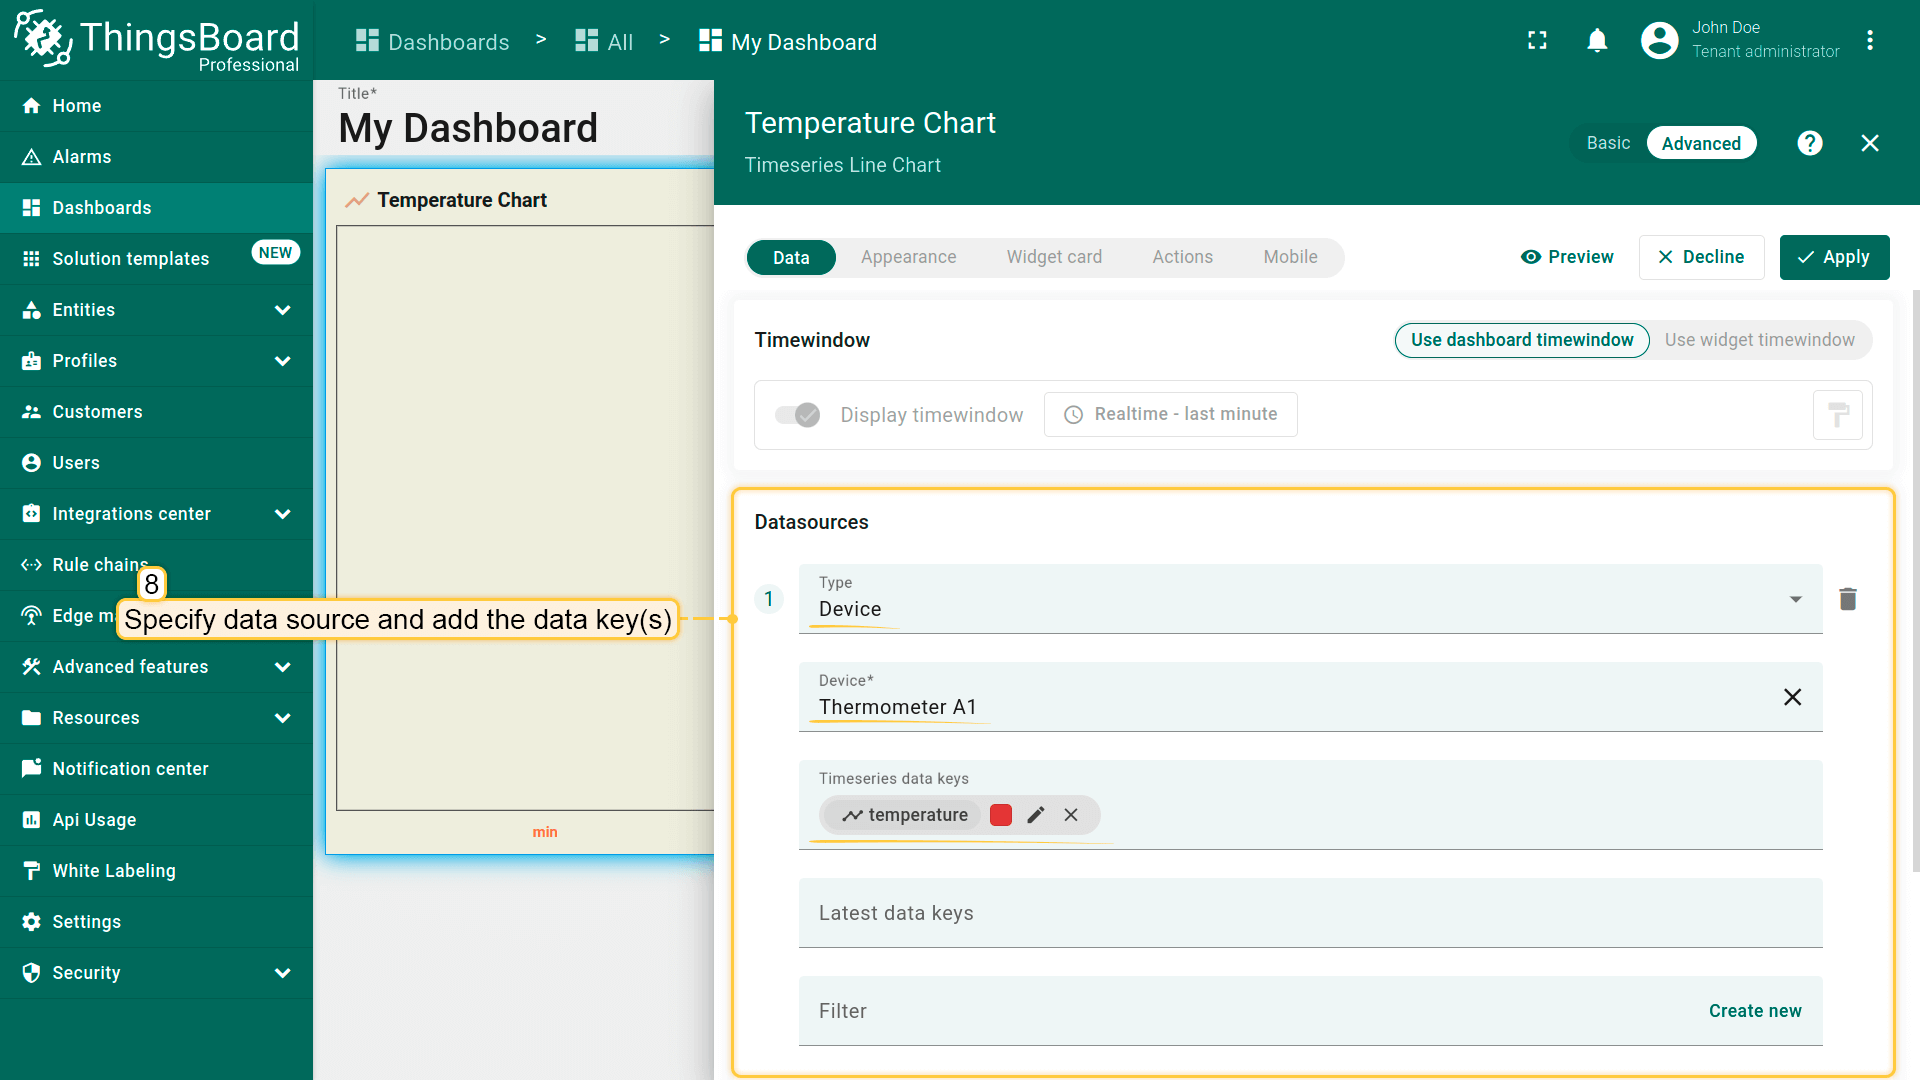 ThingsBoard
Professional
Dashboards > All > My Dashboard
John Doe
Tenant administrator
Home
Alarms
Dashboards
Solution templates NEW
Entities
Profiles
Customers
Users
Integrations center
Rule chains
Edge m
Advanced features
Resources
Notification center
Api Usage
White Labeling
Settings
Security
8
Specify data source and add the data key(s)
Title*
My Dashboard
Temperature Chart
min
Temperature Chart
Timeseries Line Chart
Basic Advanced ?
Data Appearance Widget card Actions Mobile
Preview Decline Apply
Timewindow
Use dashboard timewindow Use widget timewindow
Display timewindow Realtime - last minute
Datasources
1
Type
Device
Device*
Thermometer A1
Timeseries data keys
temperature
Latest data keys
Filter Create new